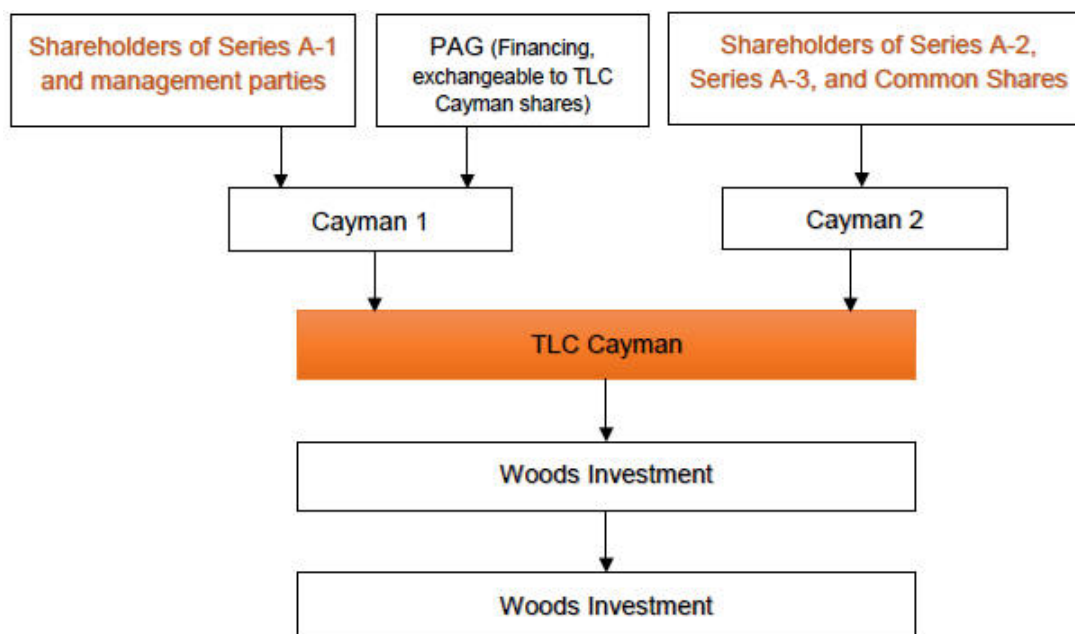 Shareholders of Series A-1
and management parties
PAG (Financing,
exchangeable to TLC
Cayman shares)
Shareholders of Series A-2,
Series A-3, and Common Shares
Cayman 1
Cayman 2
TLC Cayman
Woods Investment
Woods Investment